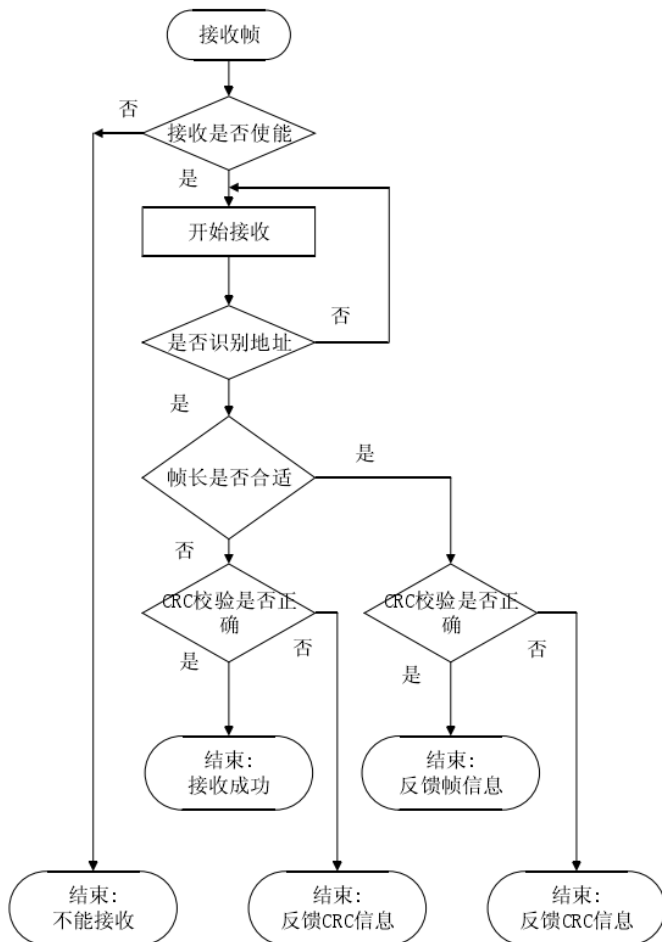 接收帧
否
接收是否使能
是
开始接收
否
是否识别地址
是
帧长是否合适
是
否
CRC校验是否正
确
CRC校验是否正
确
否
是
否
是
结束:
接收成功
结束:
反馈帧信息
结束:
不能接收
结束:
反馈CRC信息
结束:
反馈CRC信息